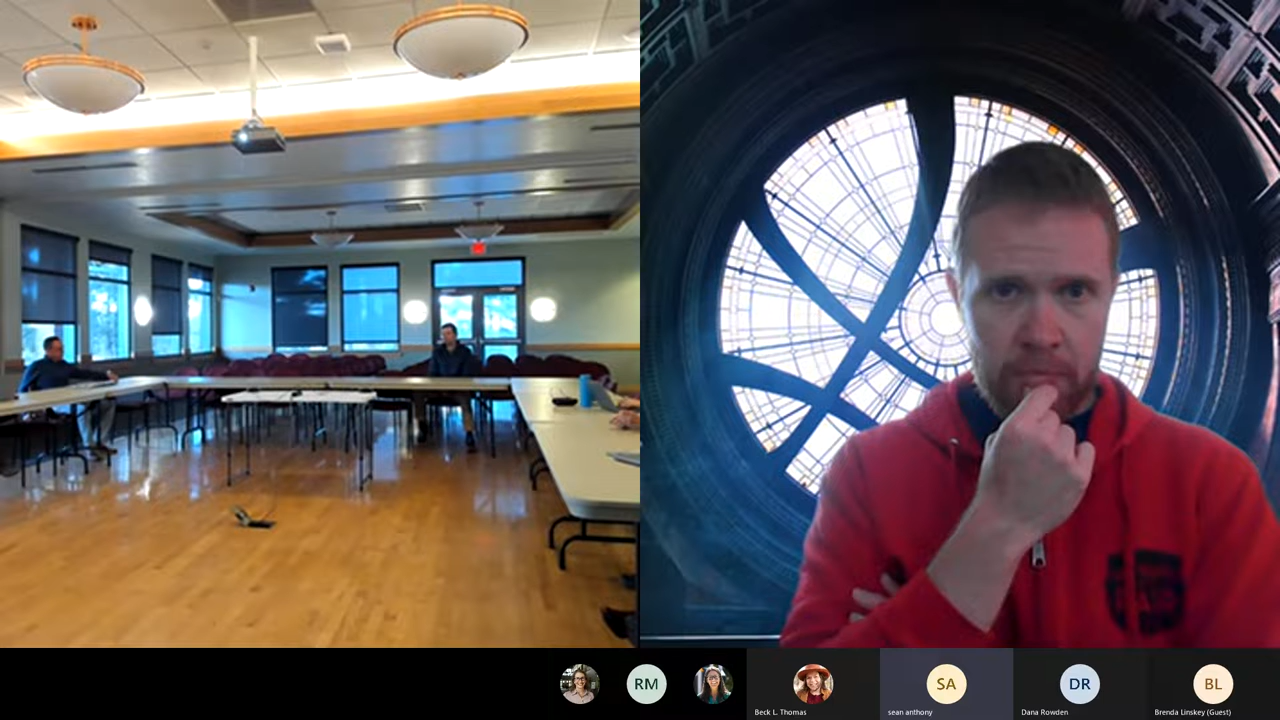 RM
SA
DR
BL
Beck L. Thomas
sean anthony
Dana Rowden
Brenda Linskey (Guest)